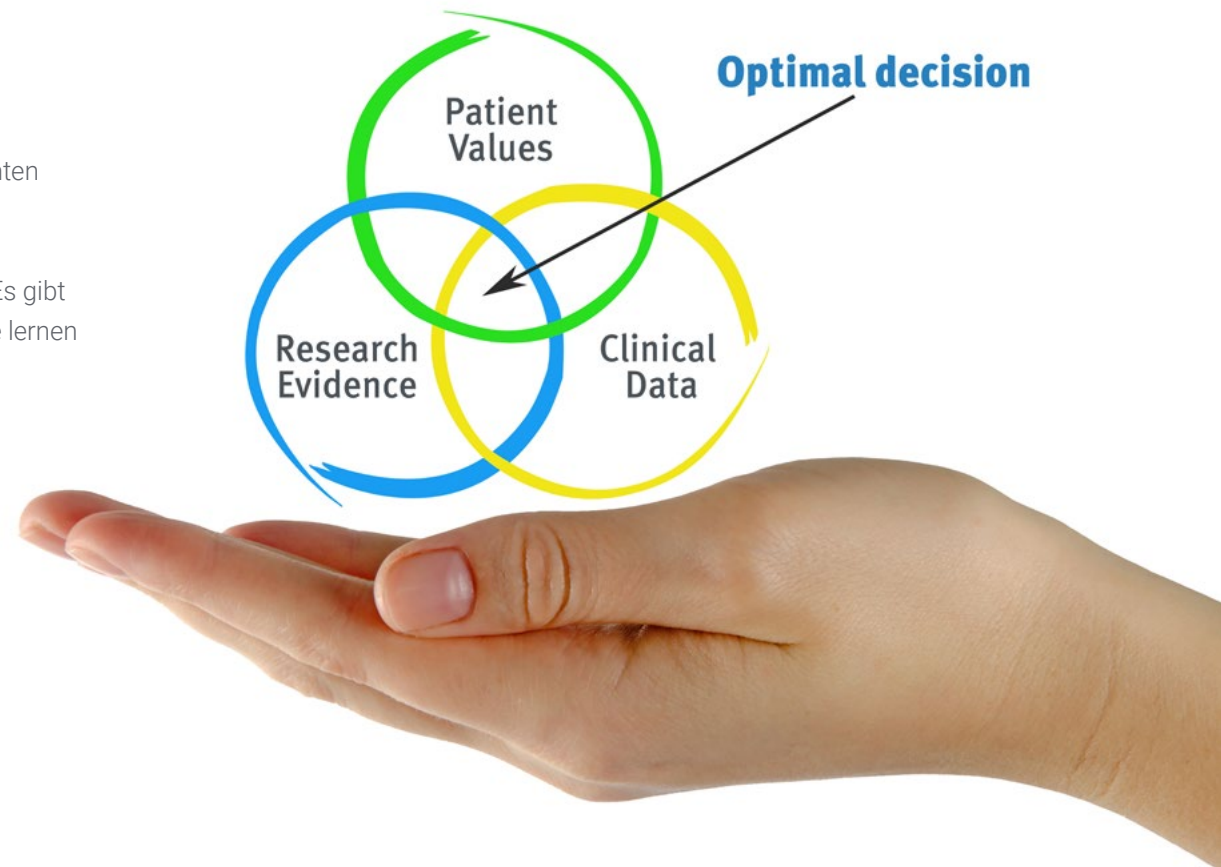 Optimal decision
Patient
Values
Es gibt
lernen
Research
Evidence
Clinical
Data